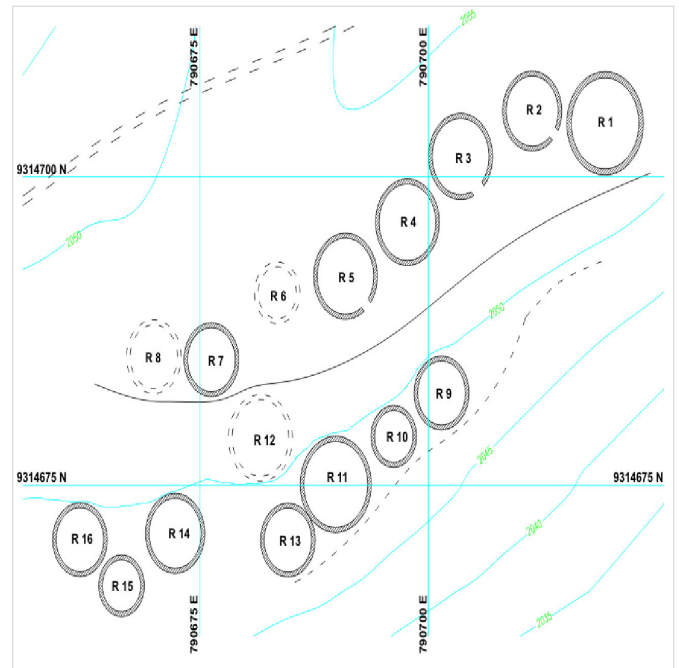 2055
790675 E
790700 E
R 2
R 1
R 3
9314700 N
R 4
2050
R 5
R 6
2050
R 8
R 7
R 9
R 12
R 10
2045
9314675 N
R 11
9314675 N
R 16
R 14
R 13
2040
R 15
790675 E
790700 E
2035